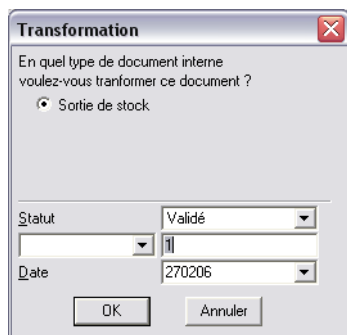 Transformation
En quel type de document interne
voulez-vous tranformer ce document ?
Sortie de stock
Statut Validé
1
Date 270206
OK Annuler